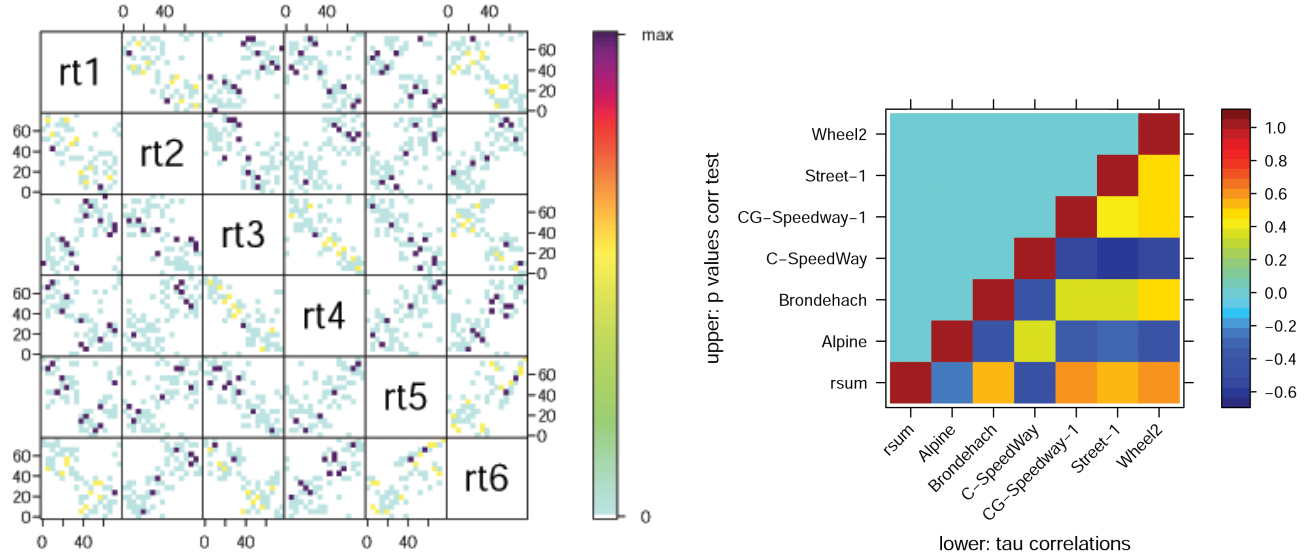 0 40 0 40 0 40
rt1
60
40
20
0
max
60
40
20
0
rt2
rt3
60
40
20
0
60
40
20
0
rt4
rt5
60
40
20
0
60
40
20
0
rt6
0 40 0 40 0 40
0
upper: p values corr test
Wheel2
Street-1
CG-Speedway-1
C-SpeedWay
Brondehach
Alpine
rsum
rsum Alpine Brondehach C-SpeedWay CG-Speedway-1 Street-1 Wheel2
lower: tau correlations
1.0
0.8
0.6
0.4
0.2
0.0
−0.2
−0.4
−0.6